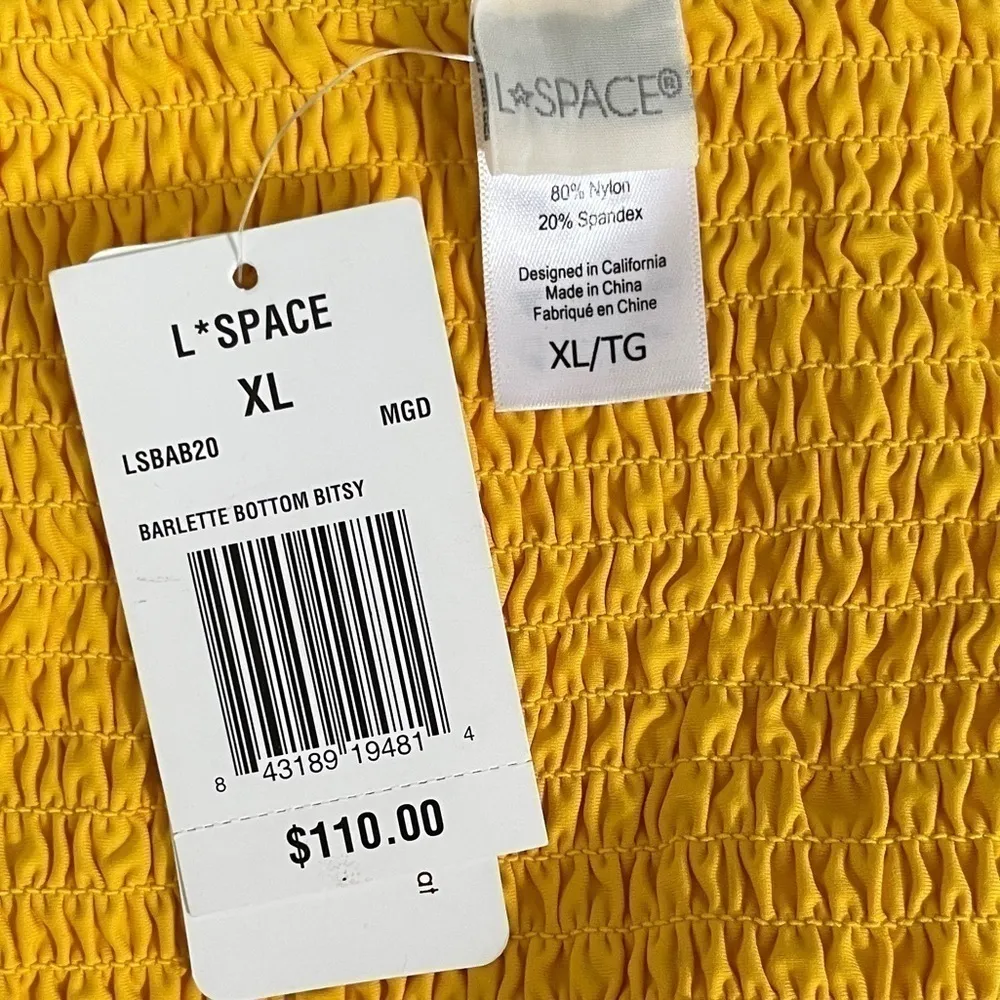 L☆SPACE®
80% Nylon
20% Spandex
Designed in California
Made in China
Fabriqué en Chine
XL/TG
L*SPACE
XL
MGD
LSBAB20
BARLETTE BOTTOM BITSY
8 43189 19481 4
$110.00
at